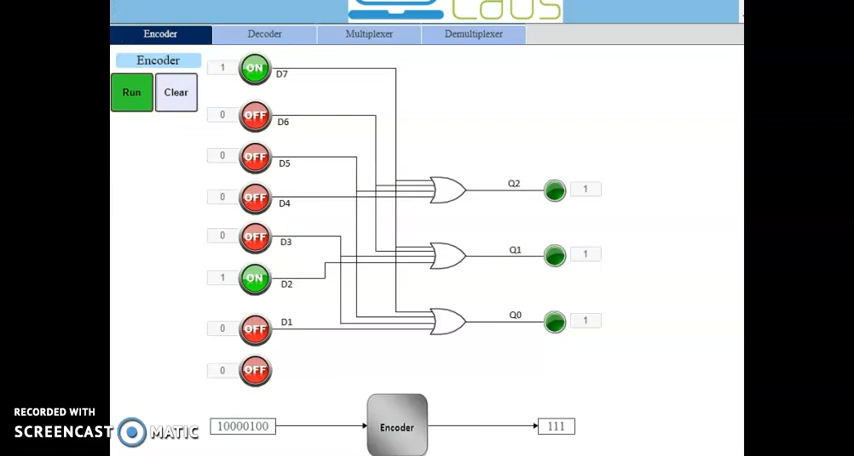 Labs
Encoder Decoder Multiplexer Demultiplexer
Encoder
Run Clear
1 ON D7
0 OFF D6
0 OFF D5
0 OFF D4
0 OFF D3
1 ON D2
0 OFF D1
0 OFF
Q2 1
Q1 1
Q0 1
10000100 Encoder 111
RECORDED WITH
SCREENCAST MATIC